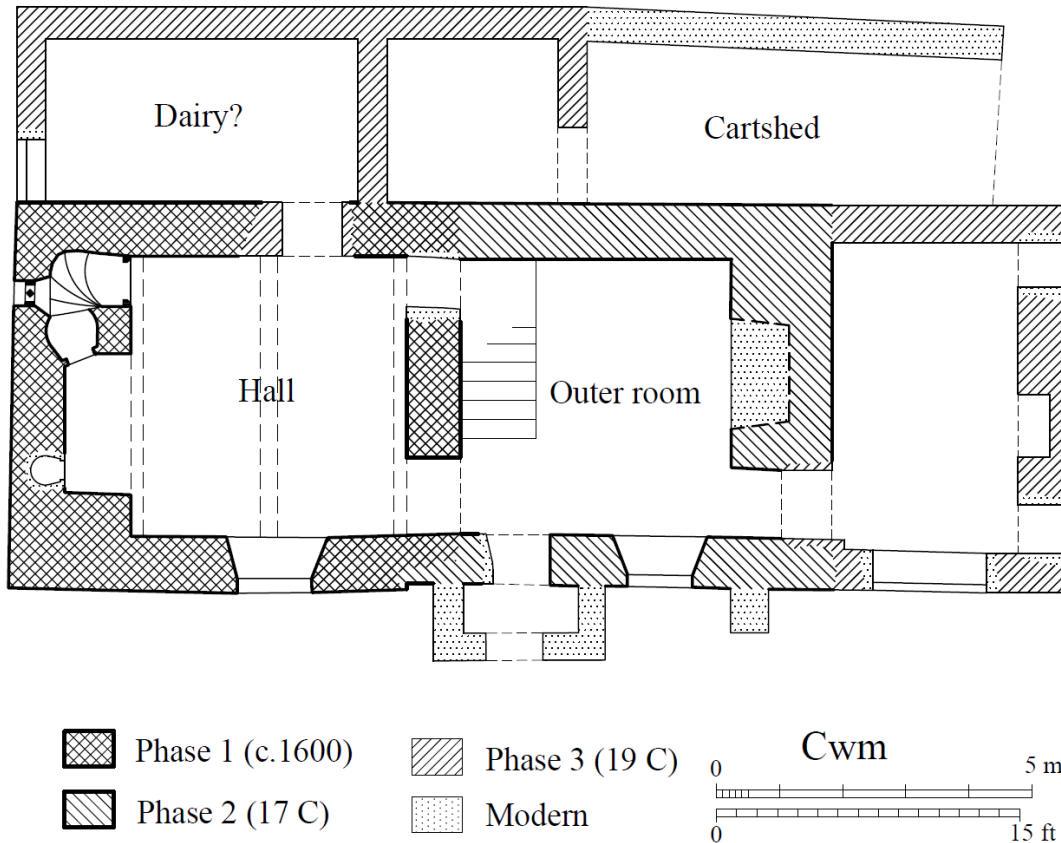 Dairy?
Cartshed
Hall
Outer room
Phase 1 (c.1600)
Phase 2 (17 C)
Phase 3 (19 C)
Modern
Cwm
0 5 m
0 15 ft